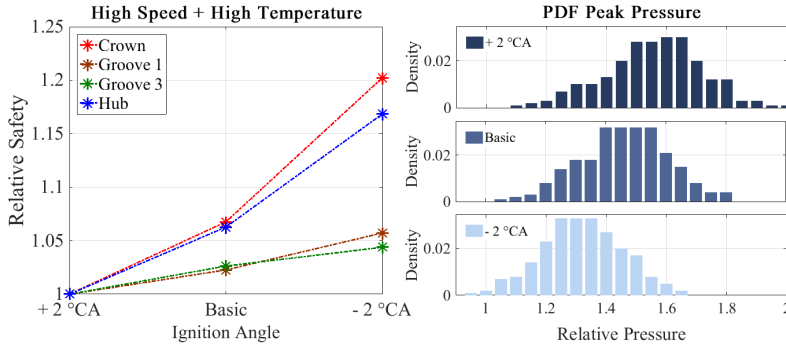 High Speed + High Temperature
1.25
1.2
1.15
1.1
1.05
1
Relative Safety
Crown
Groove 1
Groove 3
Hub
+ 2 °CA
Basic
- 2 °CA
Ignition Angle
PDF Peak Pressure
Density
0.02
0
+ 2 °CA
Density
0.02
0
Basic
Density
0.02
0
- 2 °CA
1
1.2
1.4
1.6
1.8
2
Relative Pressure